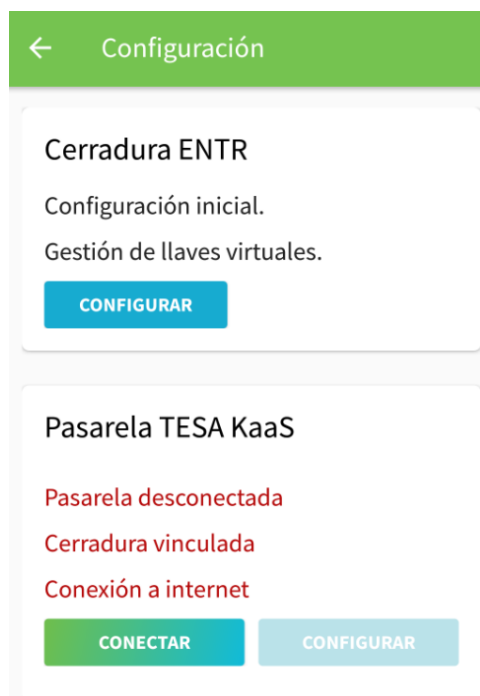 Configuración
Cerradura ENTR
Configuración inicial.
Gestión de llaves virtuales.
CONFIGURAR
Pasarela TESA KaaS
Pasarela desconectada
Cerradura vinculada
Conexión a internet
CONECTAR
CONFIGURAR